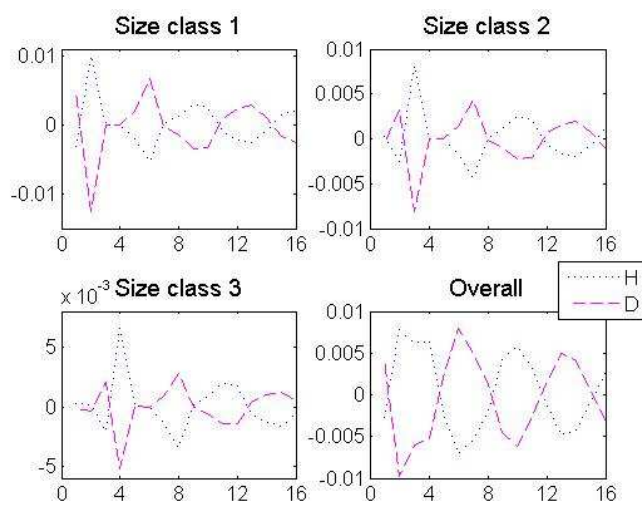 Size class 1
Size class 2
0.01
0
-0.01
0 4 8 12 16
0.01
0.005
0
-0.005
-0.01
0 4 8 12 16
x 10-3
Size class 3
Overall
5
0
-5
0 4 8 12 16
0.01
0.005
0
-0.005
-0.01
0 4 8 12 16
H
D